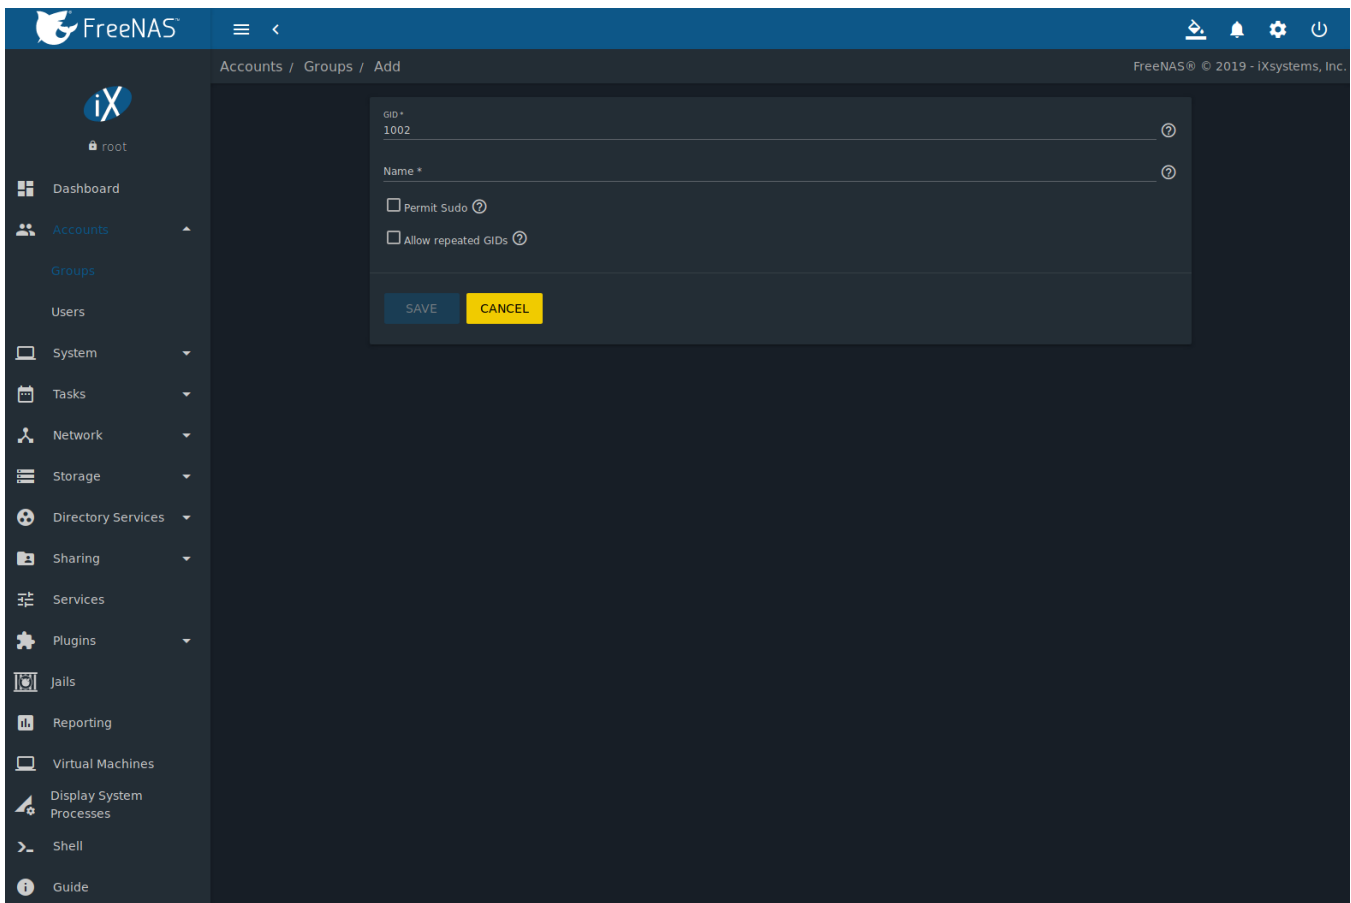 FreeNAS™
Accounts / Groups / Add
FreeNAS® © 2019 - iXsystems, Inc.
iX
root
Dashboard
Accounts
Groups
Users
System
Tasks
Network
Storage
Directory Services
Sharing
Services
Plugins
Jails
Reporting
Virtual Machines
Display System
Processes
Shell
Guide
GID *
1002
Name *
Permit Sudo
Allow repeated GIDs
SAVE CANCEL